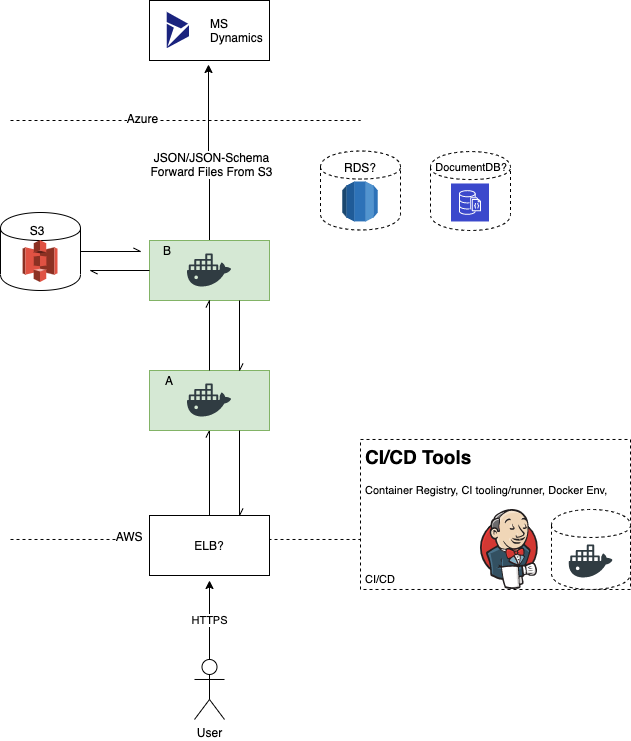 MS
Dynamics
Azure
JSON/JSON-Schema
Forward Files From S3
RDS?
DocumentDB?
S3
B
A
CI/CD Tools
Container Registry, CI tooling/runner, Docker Env,
AWS
ELB?
CI/CD
HTTPS
User